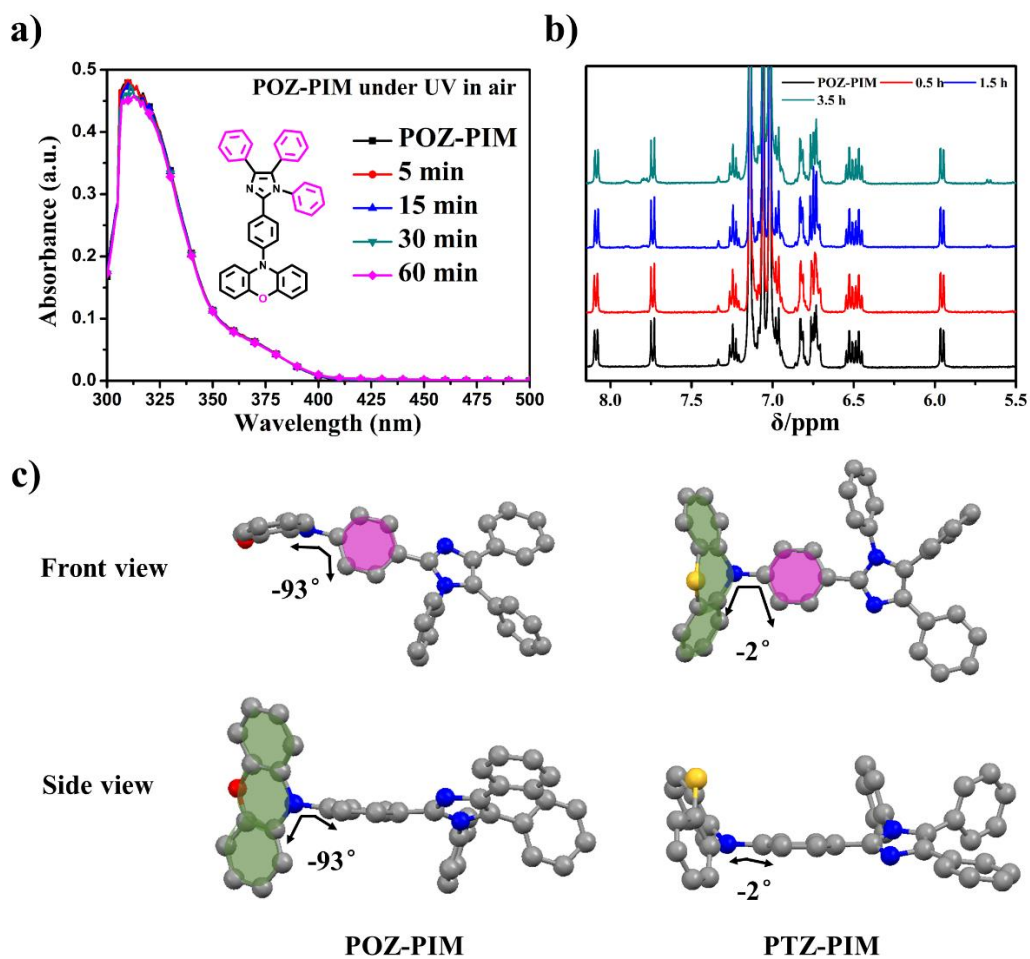 a)
POZ-PIM under UV in air
POZ-PIM
5 min
15 min
30 min
60 min
N
N
N
O
0.5
0.4
0.3
0.2
0.1
0.0
Absorbance (a.u.)
300 325 350 375 400 425 450 475 500
Wavelength (nm)
b)
POZ-PIM 0.5 h 1.5 h
3.5 h
8.0 7.5 7.0 6.5 6.0 5.5
δ/ppm
c)
Front view
-93°
-2°
Side view
-93°
-2°
POZ-PIM PTZ-PIM